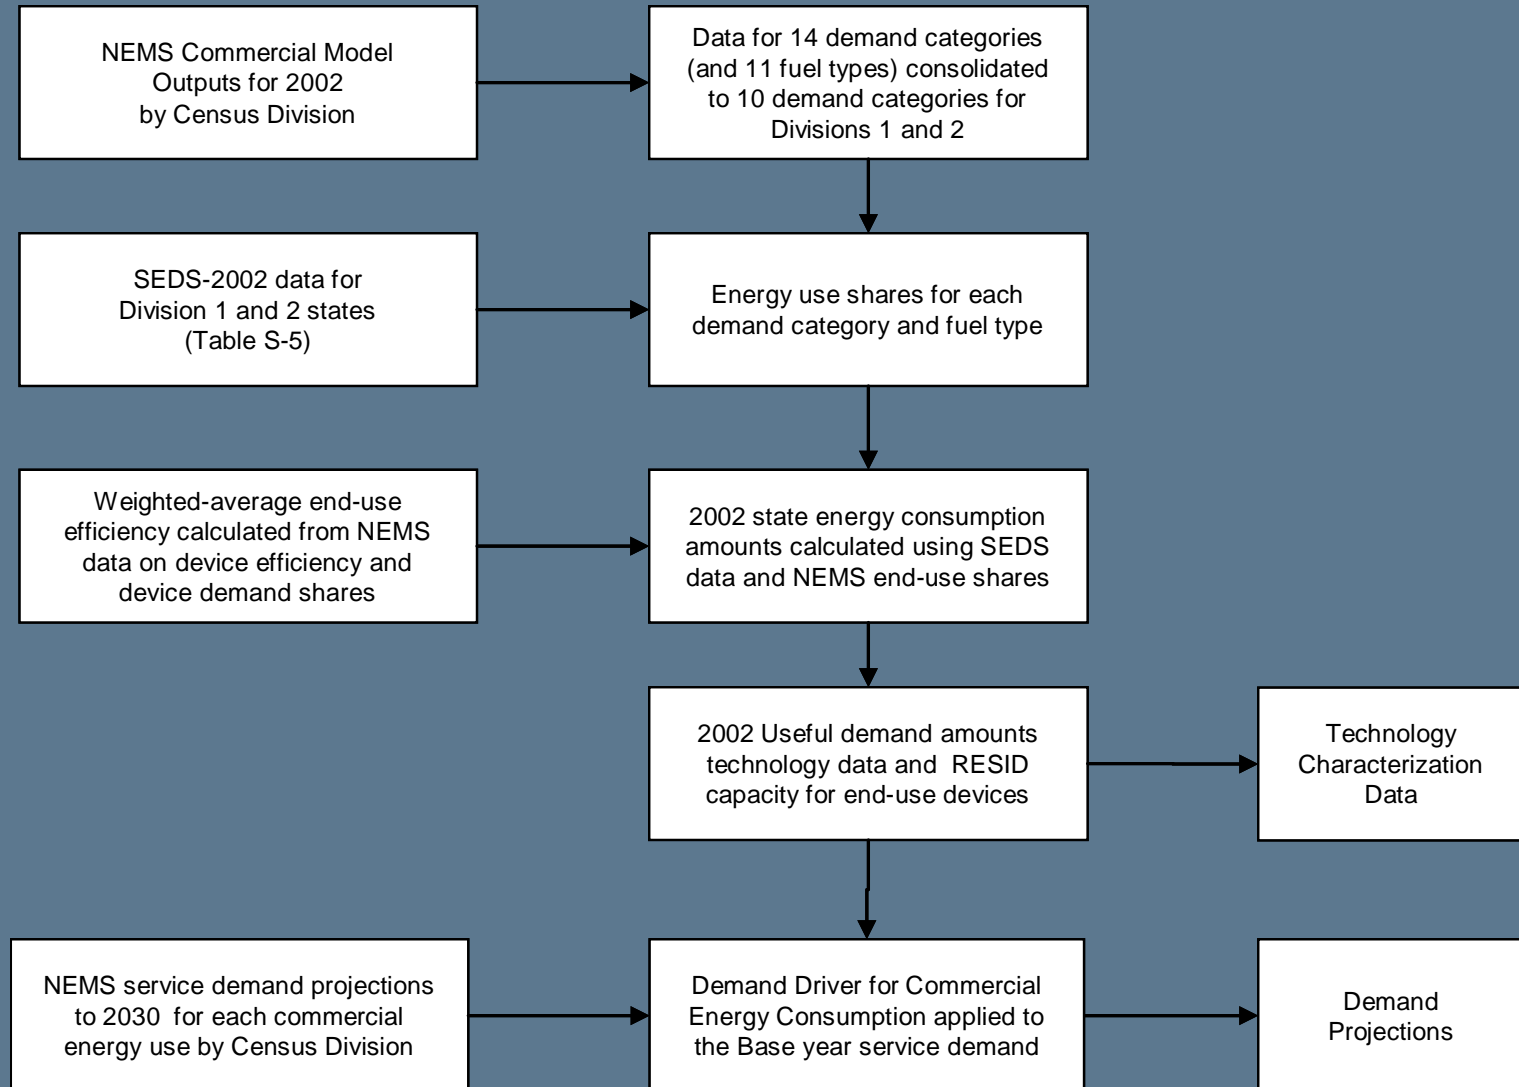 NEMS Commercial Model
Outputs for 2002
by Census Division
Data for 14 demand categories
(and 11 fuel types) consolidated
to 10 demand categories for
Divisions 1 and 2
SEDS-2002 data for
Division 1 and 2 states
(Table S-5)
Energy use shares for each
demand category and fuel type
Weighted-average end-use
efficiency calculated from NEMS
data on device efficiency and
device demand shares
2002 state energy consumption
amounts calculated using SEDS
data and NEMS end-use shares
2002 Useful demand amounts
technology data and  RESID
capacity for end-use devices
Technology
Characterization
Data
NEMS service demand projections
to 2030  for each commercial
energy use by Census Division
Demand Driver for Commercial
Energy Consumption applied to
the Base year service demand
Demand
Projections